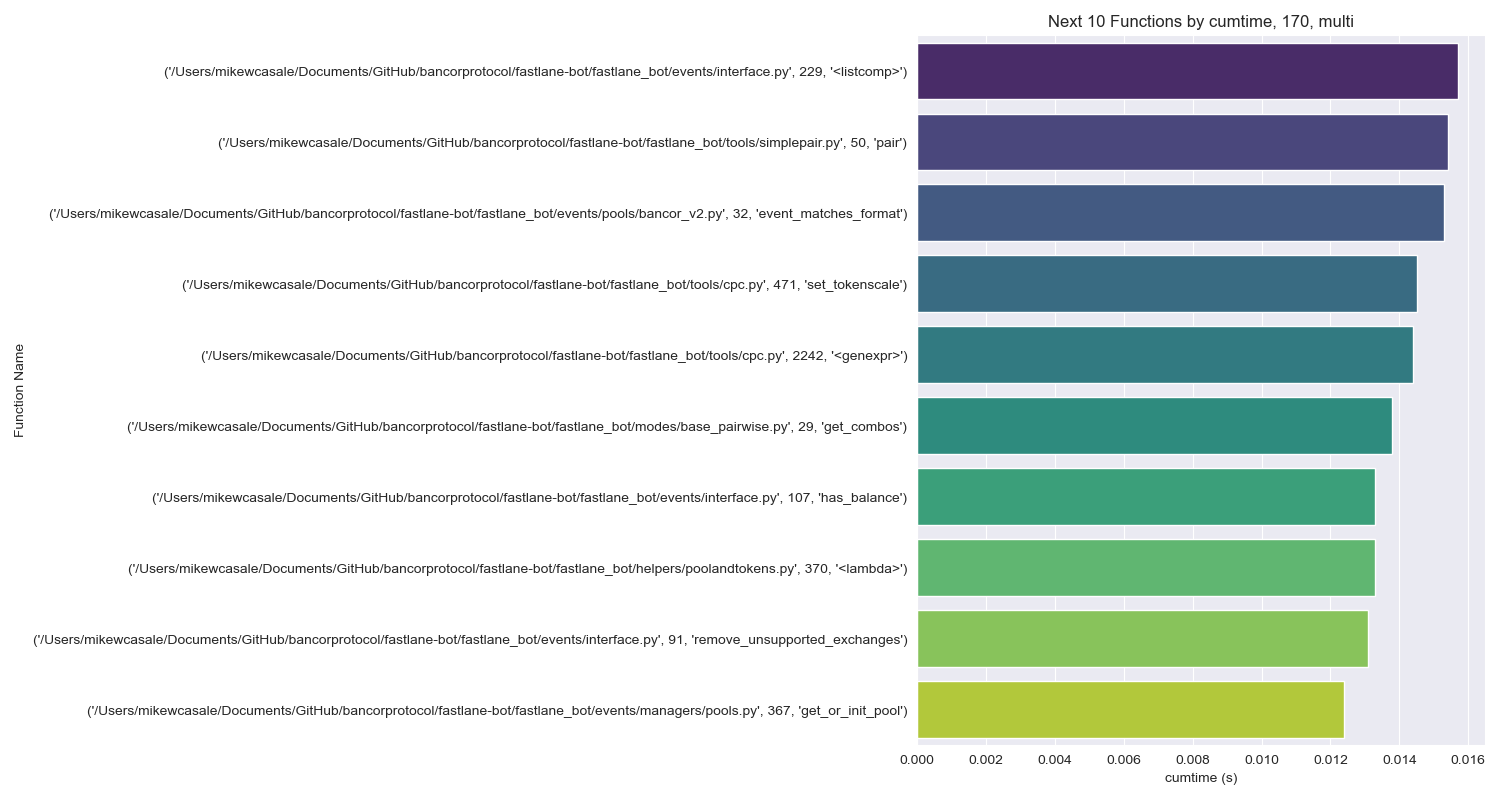 Next 10 Functions by cumtime, 170, multi
('/Users/mikewcasale/Documents/GitHub/bancorprotocol/fastlane-bot/fastlane_bot/events/interface.py', 229, '<listcomp>')
('/Users/mikewcasale/Documents/GitHub/bancorprotocol/fastlane-bot/fastlane_bot/tools/simplepair.py', 50, 'pair')
('/Users/mikewcasale/Documents/GitHub/bancorprotocol/fastlane-bot/fastlane_bot/events/pools/bancor_v2.py', 32, 'event_matches_format')
('/Users/mikewcasale/Documents/GitHub/bancorprotocol/fastlane-bot/fastlane_bot/tools/cpc.py', 471, 'set_tokenscale')
('/Users/mikewcasale/Documents/GitHub/bancorprotocol/fastlane-bot/fastlane_bot/tools/cpc.py', 2242, '<genexpr>')
('/Users/mikewcasale/Documents/GitHub/bancorprotocol/fastlane-bot/fastlane_bot/modes/base_pairwise.py', 29, 'get_combos')
('/Users/mikewcasale/Documents/GitHub/bancorprotocol/fastlane-bot/fastlane_bot/events/interface.py', 107, 'has_balance')
('/Users/mikewcasale/Documents/GitHub/bancorprotocol/fastlane-bot/fastlane_bot/helpers/poolandtokens.py', 370, '<lambda>')
('/Users/mikewcasale/Documents/GitHub/bancorprotocol/fastlane-bot/fastlane_bot/events/interface.py', 91, 'remove_unsupported_exchanges')
('/Users/mikewcasale/Documents/GitHub/bancorprotocol/fastlane-bot/fastlane_bot/events/managers/pools.py', 367, 'get_or_init_pool')
Function Name
0.000 0.002 0.004 0.006 0.008 0.010 0.012 0.014 0.016
cumtime (s)